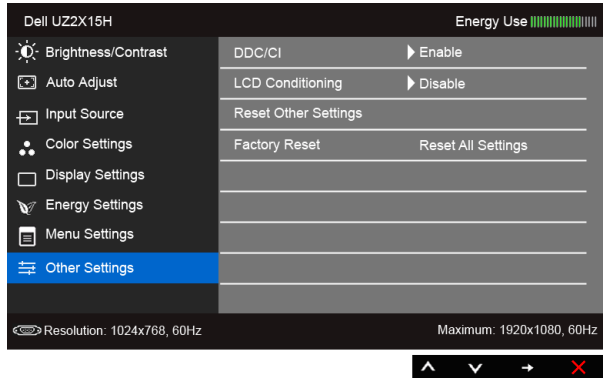 Dell UZ2X15H Energy Use
Brightness/Contrast DDC/CI Enable
Auto Adjust LCD Conditioning Disable
Input Source Reset Other Settings
Color Settings Factory Reset Reset All Settings
Display Settings
Energy Settings
Menu Settings
Other Settings
Resolution: 1024x768, 60Hz Maximum: 1920x1080, 60Hz